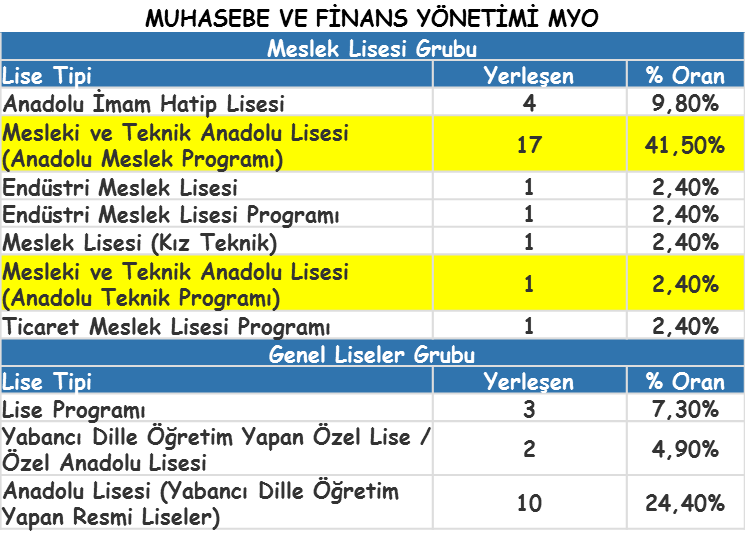 MUHASEBE VE FİNANS YÖNETİMİ MYO
Meslek Lisesi Grubu
Lise Tipi Yerleşen % Oran
Anadolu İmam Hatip Lisesi 4 9,80%
Mesleki ve Teknik Anadolu Lisesi
(Anadolu Meslek Programı) 17 41,50%
Endüstri Meslek Lisesi 1 2,40%
Endüstri Meslek Lisesi Programı 1 2,40%
Meslek Lisesi (Kız Teknik) 1 2,40%
Mesleki ve Teknik Anadolu Lisesi
(Anadolu Teknik Programı) 1 2,40%
Ticaret Meslek Lisesi Programı 1 2,40%
Genel Liseler Grubu
Lise Tipi Yerleşen % Oran
Lise Programı 3 7,30%
Yabancı Dille Öğretim Yapan Özel Lise /
Özel Anadolu Lisesi 2 4,90%
Anadolu Lisesi (Yabancı Dille Öğretim
Yapan Resmi Liseler) 10 24,40%